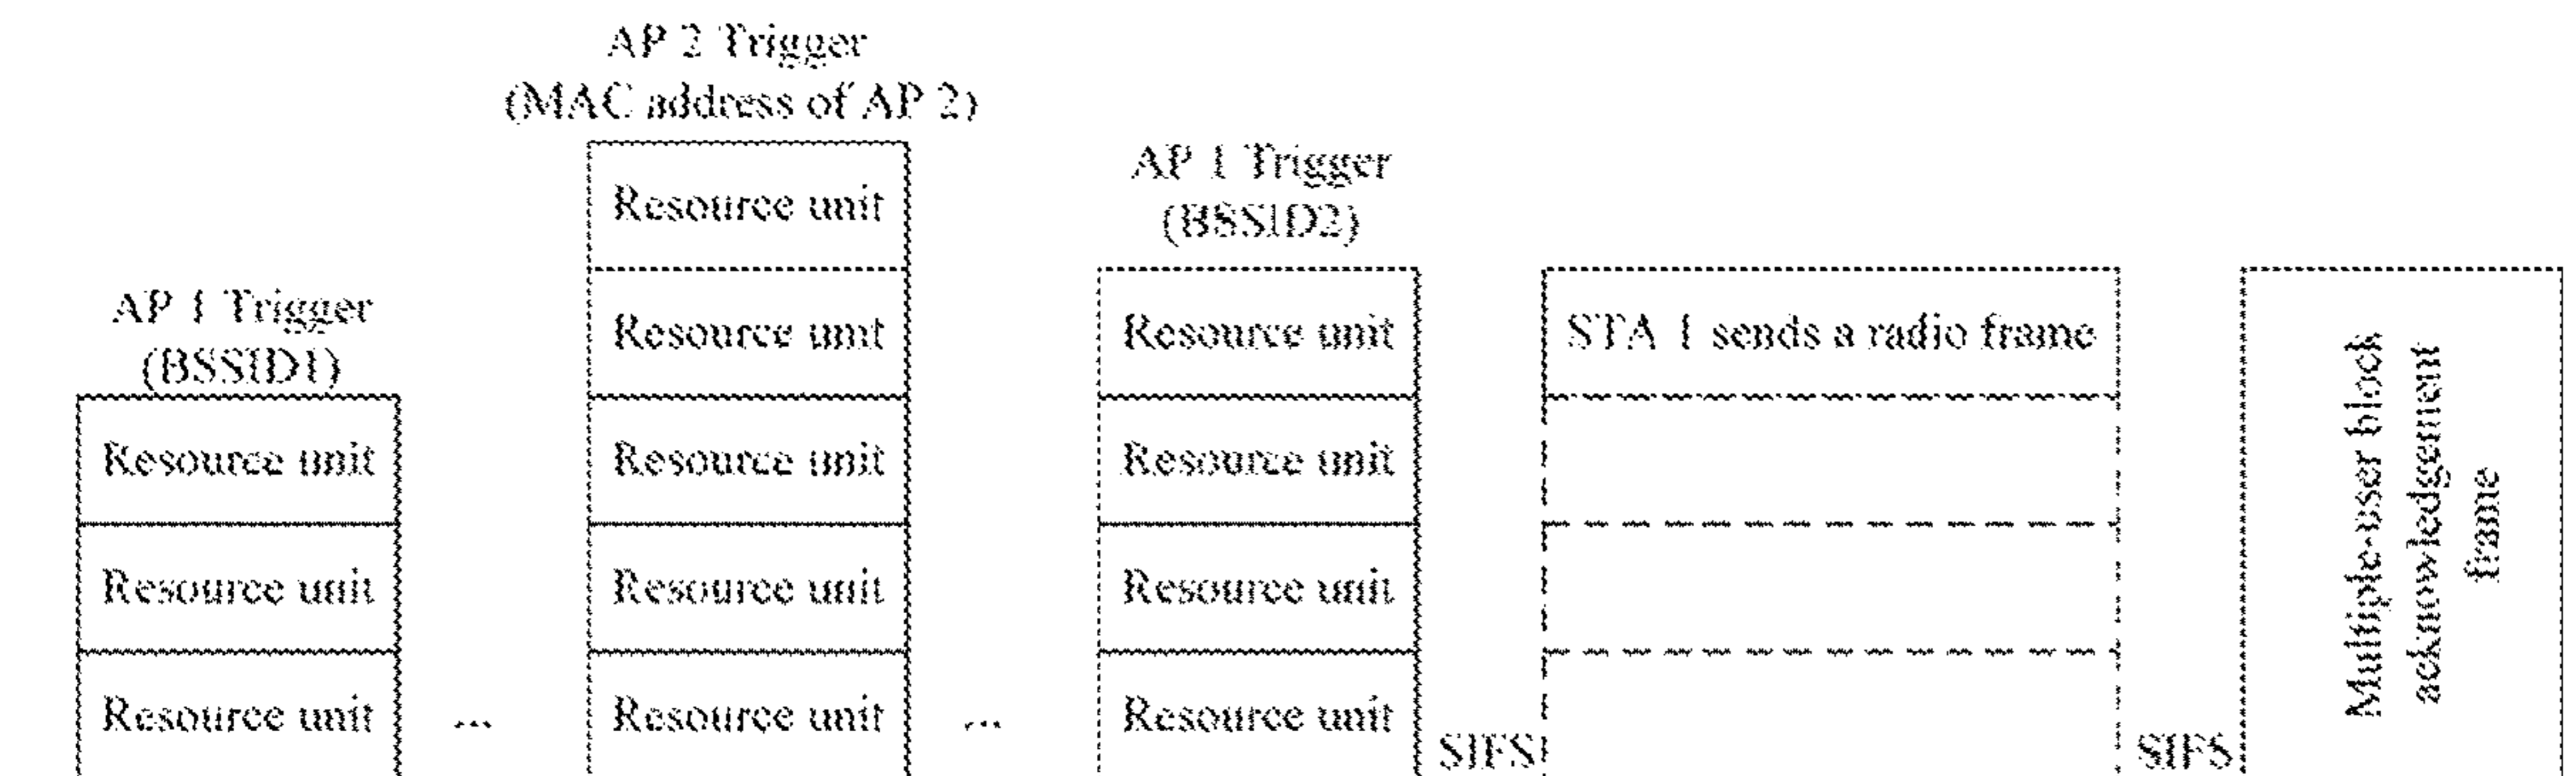 AP 2 Trigger
(MAC address of AP 2)
Resource unit
Resource unit
Resource unit
Resource unit
Resource unit
AP 1 Trigger
(BSSID1)
Resource unit
Resource unit
Resource unit
...
...
AP 1 Trigger
(BSSID2)
Resource unit
Resource unit
Resource unit
Resource unit
SIFS
STA 1 sends a radio frame
SIFS
Multiple-user block
acknowledgement
frame